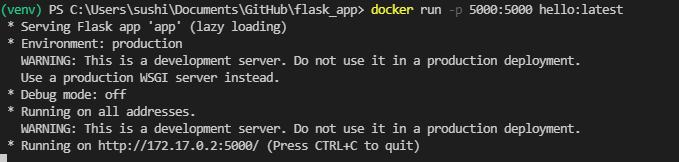 (venv) PS C:\Users\sushi\Documents\GitHub\flask_app> docker run -p 5000:5000 hello:latest
* Serving Flask app 'app' (lazy loading)
* Environment: production
WARNING: This is a development server. Do not use it in a production deployment.
Use a production WSGI server instead.
* Debug mode: off
* Running on all addresses.
WARNING: This is a development server. Do not use it in a production deployment.
* Running on http://172.17.0.2:5000/ (Press CTRL+C to quit)